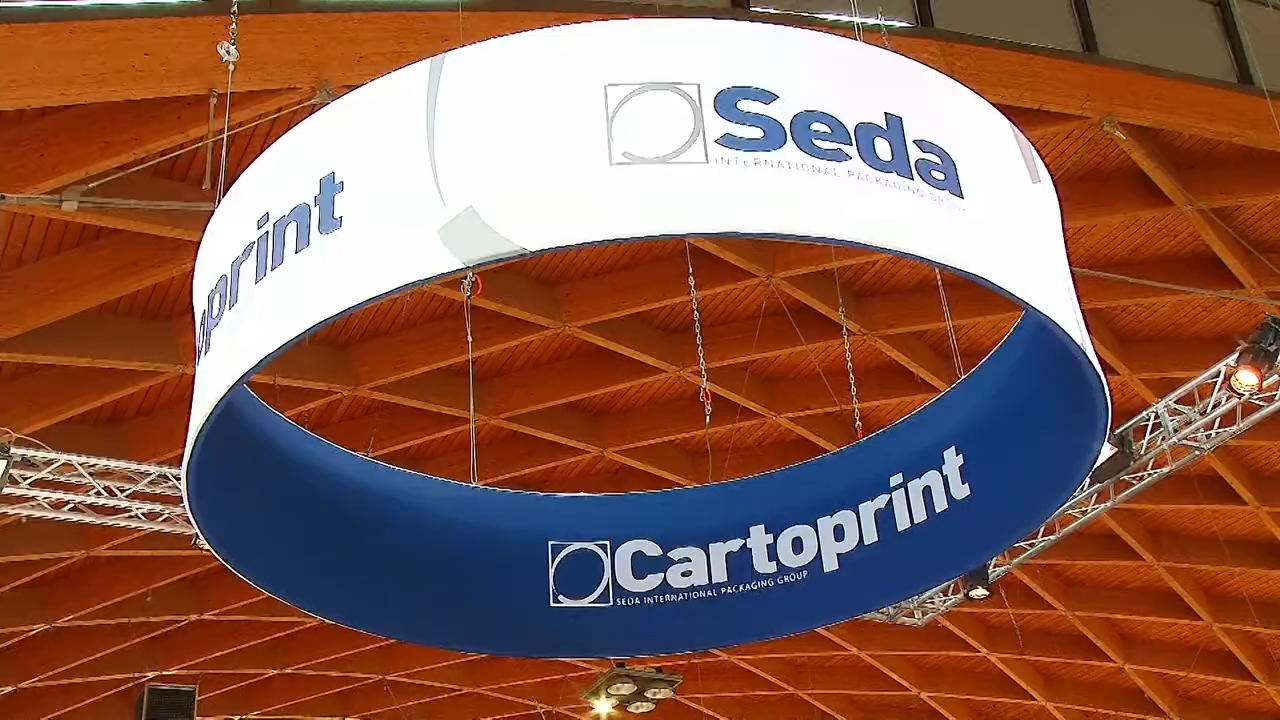 Seda
INTERNATIONAL PACKAGING GROUP
print
Cartoprint
SEDA INTERNATIONAL PACKAGING GROUP